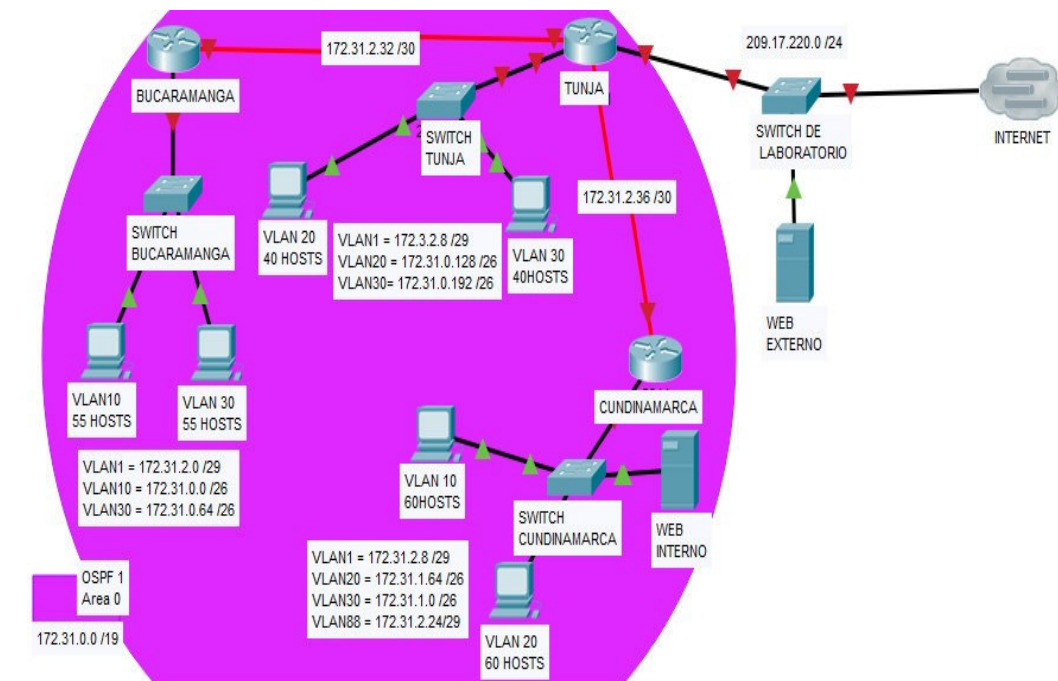 172.31.2.32 /30
209.17.220.0 /24
BUCARAMANGA
TUNJA
SWITCH
TUNJA
SWITCH DE
LABORATORIO
INTERNET
172.31.2.36 /30
SWITCH
BUCARAMANGA
VLAN 20
40 HOSTS
VLAN1 = 172.3.2.8 /29
VLAN20 = 172.31.0.128 /26
VLAN30= 172.31.0.192 /26
VLAN 30
40HOSTS
WEB
EXTERNO
VLAN10
55 HOSTS
VLAN 30
55 HOSTS
CUNDINAMARCA
VLAN1 = 172.31.2.0 /29
VLAN10 = 172.31.0.0 /26
VLAN30 = 172.31.0.64 /26
VLAN 10
60HOSTS
SWITCH
CUNDINAMARCA
WEB
INTERNO
VLAN1 = 172.31.2.8 /29
VLAN20 = 172.31.1.64 /26
VLAN30 = 172.31.1.0 /26
VLAN88 = 172.31.2.24/29
OSPF 1
Area 0
172.31.0.0 /19
VLAN 20
60 HOSTS